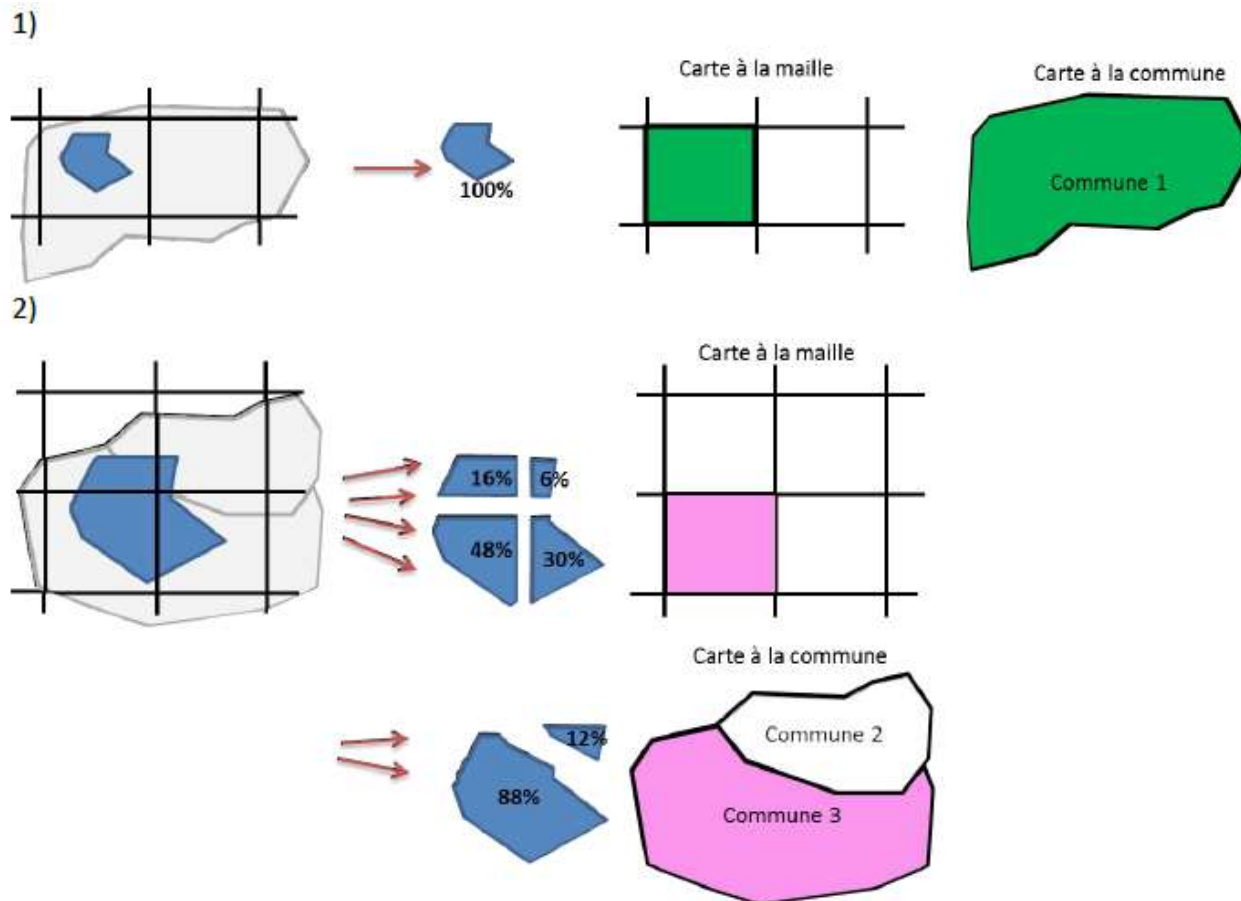 1)
Carte à la maille
Carte à la commune
100%
Commune 1
2)
Carte à la maille
16%
6%
48%
30%
Carte à la commune
12%
Commune 2
88%
Commune 3